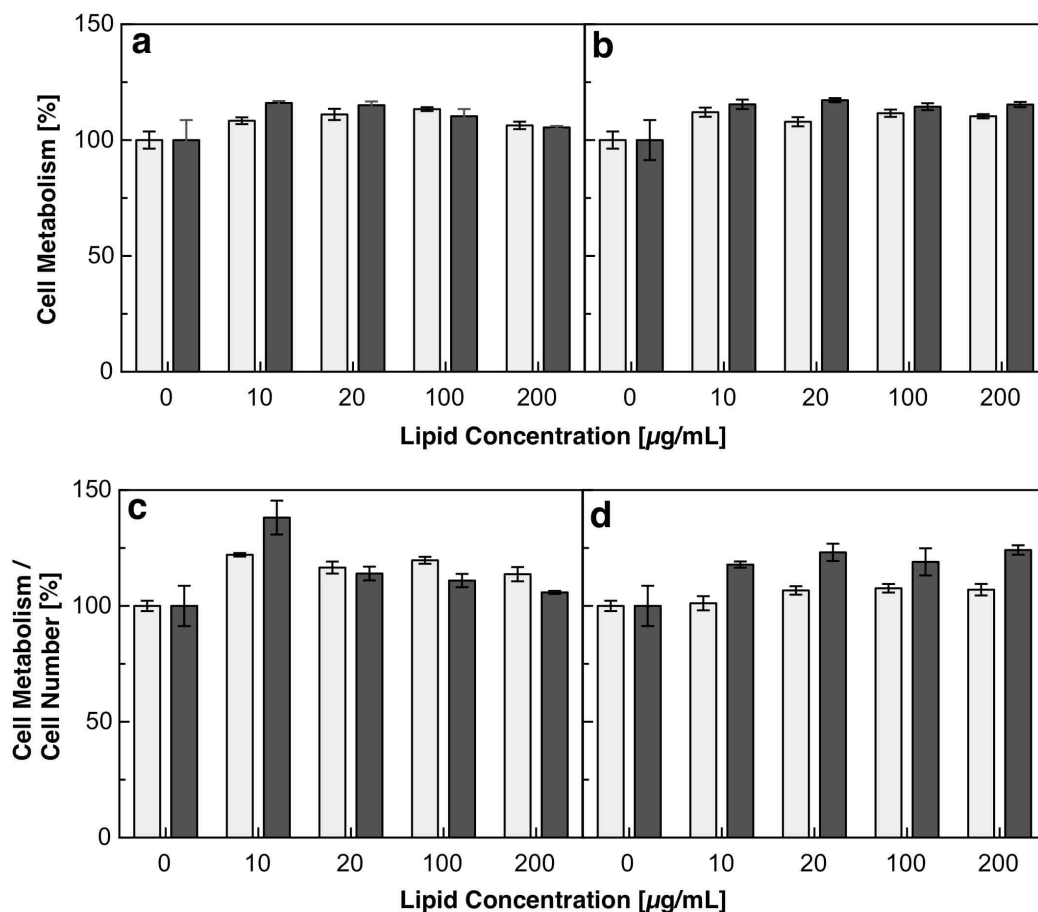 150
a
b
100
50
0
Cell Metabolism [%]
0 10 20 100 200 0 10 20 100 200
Lipid Concentration [µg/mL]
150
c
d
100
50
0
Cell Metabolism /
Cell Number [%]
0 10 20 100 200 0 10 20 100 200
Lipid Concentration [µg/mL]